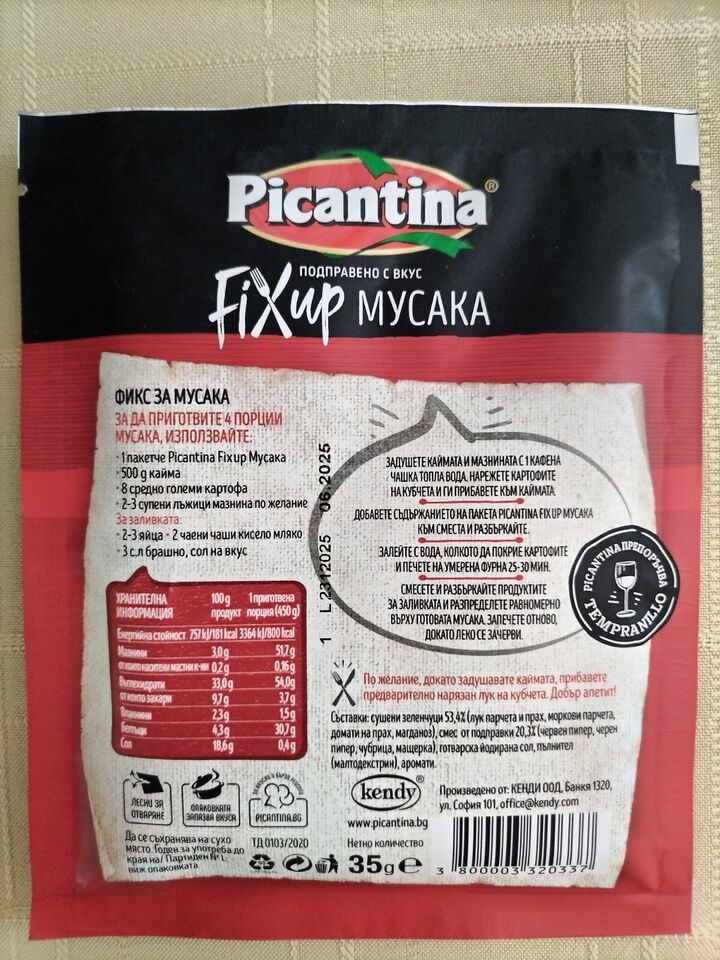 Picantina®
ПОДПРАВЕНО С ВКУС
FiXup МУСАКА
ФИКС ЗА МУСАКА
ЗА ДА ПРИГОТВИТЕ 4 ПОРЦИИ
МУСАКА, ИЗПОЛЗВАЙТЕ:
• 1 пакетче Picantina Fix up Мусака
• 500 g кайма
• 8 средно големи картофа
• 2-3 супени лъжици мазнина по желание
За заливката:
• 2-3 яйца • 2 чаени чаши кисело мляко
• 3 с.л брашно, сол на вкус
1 L 2312025 06.2025
ЗАДУШЕТЕ КАЙМАТА И МАЗНИНАТА С 1 КАФЕНА
ЧАШКА ТОПЛА ВОДА. НАРЕЖЕТЕ КАРТОФИТЕ
НА КУБЧЕТА И ГИ ПРИБАВЕТЕ КЪМ КАЙМАТА.
ДОБАВЕТЕ СЪДЪРЖАНИЕТО НА ПАКЕТА PICANTINA FIX UP МУСАКА
КЪМ СМЕСТА И РАЗБЪРКАЙТЕ.
ЗАЛЕЙТЕ С ВОДА, КОЛКОТО ДА ПОКРИЕ КАРТОФИТЕ
И ПЕЧЕТЕ НА УМЕРЕНА ФУРНА 25-30 МИН.
СМЕСЕТЕ И РАЗБЪРКАЙТЕ ПРОДУКТИТЕ
ЗА ЗАЛИВКАТА И РАЗПРЕДЕЛЕТЕ РАВНОМЕРНО
ВЪРХУ ГОТОВАТА МУСАКА. ЗАПЕЧЕТЕ ОТНОВО,
ДОКАТО ЛЕКО СЕ ЗАЧЕРВИ.
PICANTINA ПРЕПОРЪЧВА
TEMPRANILLO
ХРАНИТЕЛНА ИНФОРМАЦИЯ 100 g продукт 1 приготвена порция (450 g)
Енергийна стойност 757 kJ/181 kcal 3364 kJ/800 kcal
Мазнини 3,0 g 51,7 g
от които наситени мастни к-ни 0,2 g 0,16 g
Въглехидрати 33,0 g 54,0 g
от които захари 9,7 g 3,7 g
Влакнини 2,3 g 1,5 g
Белтъци 4,3 g 30,7 g
Сол 18,6 g 0,4 g
По желание, докато задушавате каймата, прибавете
предварително нарязан лук на кубчета. Добър апетит!
Съставки: сушени зеленчуци 53,4% (лук парчета и прах, моркови парчета,
домати на прах, магданоз), смес от подправки 20,3% (червен пипер, черен
пипер, чубрица, мащерка), готварска йодирана сол, пълнител
(малтодекстрин), аромати.
ЛЕСНИ ЗА
ОТВАРЯНЕ
ОПАКОВКАТА
ЗАПАЗВА ВКУСА
PICANTINA.BG
kendy®
www.picantina.bg
Произведено от: КЕНДИ ООД, Банкя 1320,
ул. София 101, office@kendy.com
Да се съхранява на сухо
място. Годен за употреба до
края на/ Партиден № L:
виж опаковката
ТД 0103/2020
Нетно количество
35g e
3 800003 320337